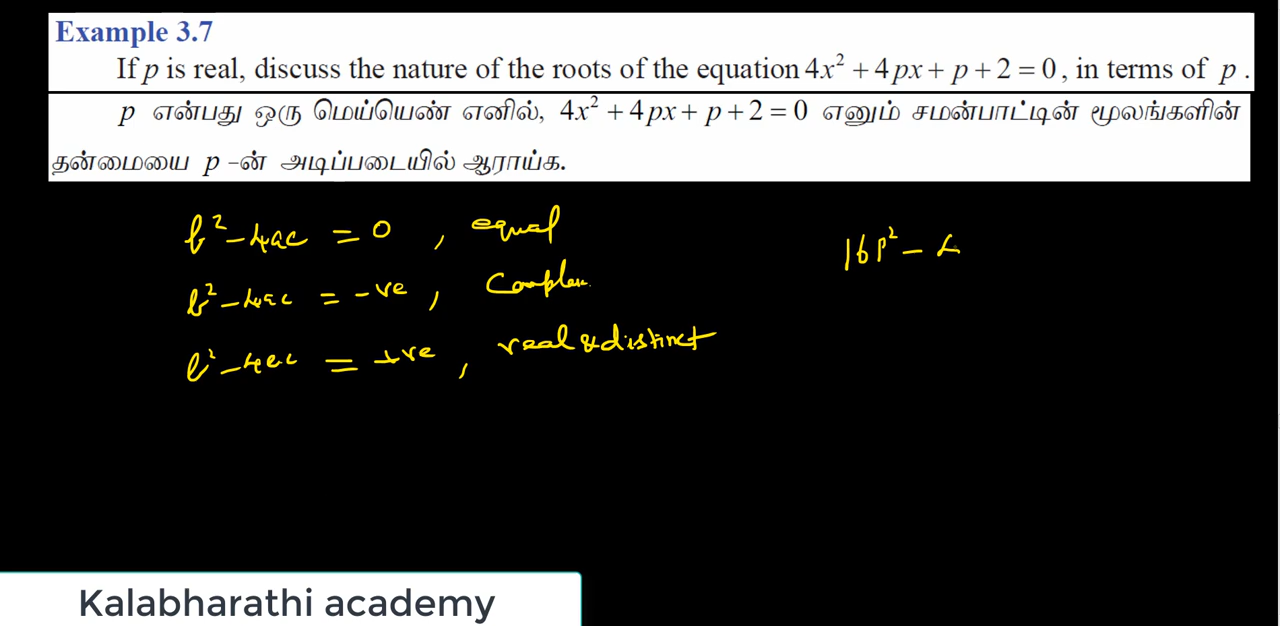 Example 3.7
If p is real, discuss the nature of the roots of the equation 4x² + 4px + p + 2 = 0, in terms of p.
p என்பது ஒரு மெய்யெண் எனில், 4x² + 4px + p + 2 = 0 எனும் சமன்பாட்டின் மூலங்களின்
தன்மையை p -ன் அடிப்படையில் ஆராய்க.
b² - 4ac = 0 , equal
b² - 4ac = -ve , Complex
b² - 4ac = +ve , real & distinct
16p² -
Kalabharathi academy